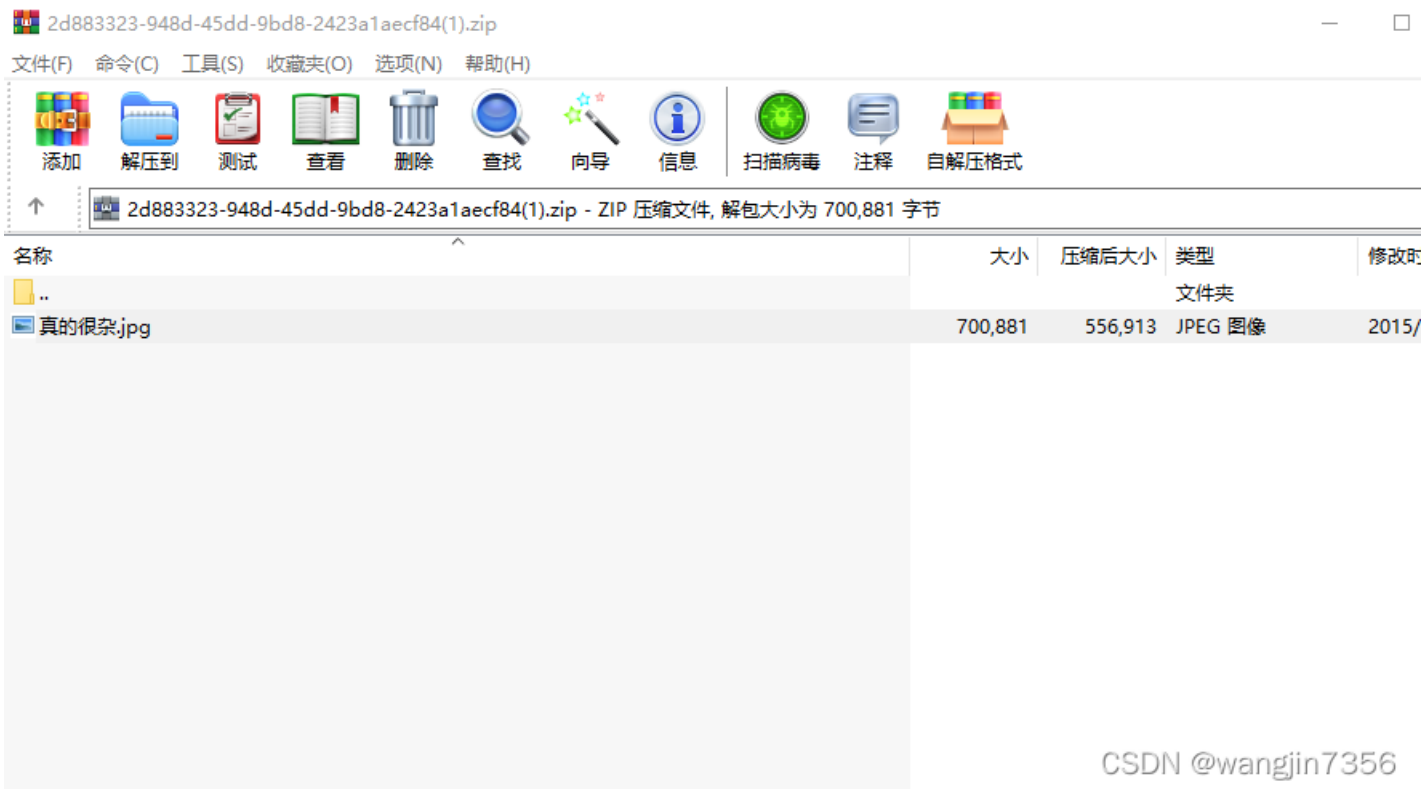 2d883323-948d-45dd-9bd8-2423a1aecf84(1).zip
文件(F) 命令(C) 工具(S) 收藏夹(O) 选项(N) 帮助(H)
添加 解压到 测试 查看 删除 查找 向导 信息 扫描病毒 注释 自解压格式
2d883323-948d-45dd-9bd8-2423a1aecf84(1).zip - ZIP 压缩文件, 解包大小为 700,881 字节
名称 大小 压缩后大小 类型 修改时
.. 文件夹
真的很杂.jpg 700,881 556,913 JPEG 图像 2015/
CSDN @wangjin7356